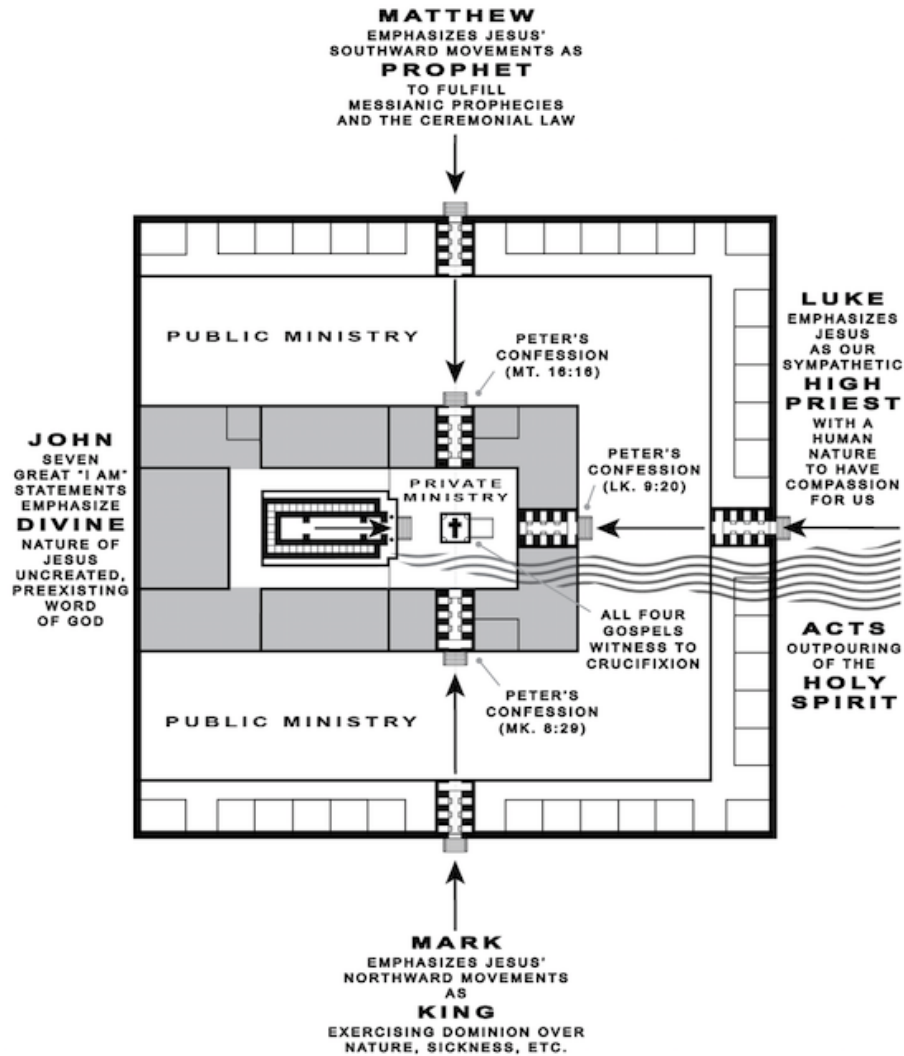 MATTHEW
EMPHASIZES JESUS'
SOUTHWARD MOVEMENTS AS
PROPHET
TO FULFILL
MESSIANIC PROPHECIES
AND THE CEREMONIAL LAW
PUBLIC MINISTRY
PETER'S
CONFESSION
(MT. 16:16)
LUKE
EMPHASIZES
JESUS
AS OUR
SYMPATHETIC
HIGH
PRIEST
WITH A
HUMAN
NATURE
TO HAVE
COMPASSION
FOR US
JOHN
SEVEN
GREAT "I AM"
STATEMENTS
EMPHASIZE
DIVINE
NATURE OF
JESUS
UNCREATED,
PREEXISTING
WORD
OF GOD
PRIVATE
MINISTRY
PETER'S
CONFESSION
(LK. 9:20)
ALL FOUR
GOSPELS
WITNESS TO
CRUCIFIXION
ACTS
OUTPOURING
OF THE
HOLY
SPIRIT
PETER'S
CONFESSION
(MK. 8:29)
PUBLIC MINISTRY
MARK
EMPHASIZES JESUS'
NORTHWARD MOVEMENTS
AS
KING
EXERCISING DOMINION OVER
NATURE, SICKNESS, ETC.